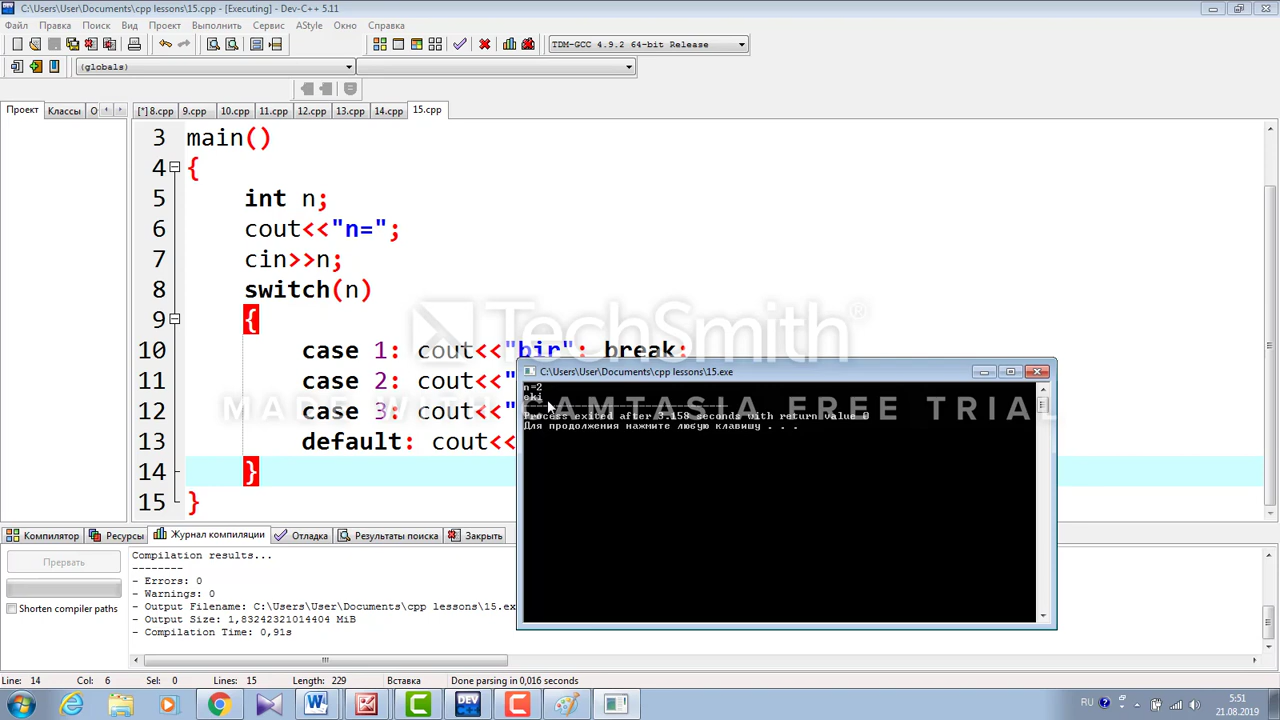 C:\Users\User\Documents\cpp lessons\15.cpp - [Executing] - Dev-C++ 5.11
Файл Правка Поиск Вид Проект Выполнить Сервис AStyle Окно Справка
TDM-GCC 4.9.2 64-bit Release
(globals)
Проект Классы О [*]8.cpp 9.cpp 10.cpp 11.cpp 12.cpp 13.cpp 14.cpp 15.cpp
3 main()
4 {
5 int n;
6 cout<<"n=";
7 cin>>n;
8 switch(n)
9 {
10 case 1: cout<<"bir"; break;
11 case 2: cout<<"
12 case 3: cout<<"
13 default: cout<<"
14 }
15 }
TechSmith®
MADE WITH CAMTASIA FREE TRIAL
C:\Users\User\Documents\cpp lessons\15.exe
n=2
oki
Process exited after 3.158 seconds with return value 0
Для продолжения нажмите любую клавишу . . .
Компилятор Ресурсы Журнал компиляции Отладка Результаты поиска Закрыть
Прервать
Shorten compiler paths
Compilation results...
--------
- Errors: 0
- Warnings: 0
- Output Filename: C:\Users\User\Documents\cpp lessons\15.ex
- Output Size: 1,83242321014404 MiB
- Compilation Time: 0,91s
Line: 14 Col: 6 Sel: 0 Lines: 15 Length: 229 Вставка Done parsing in 0,016 seconds
RU 5:51
21.08.2019